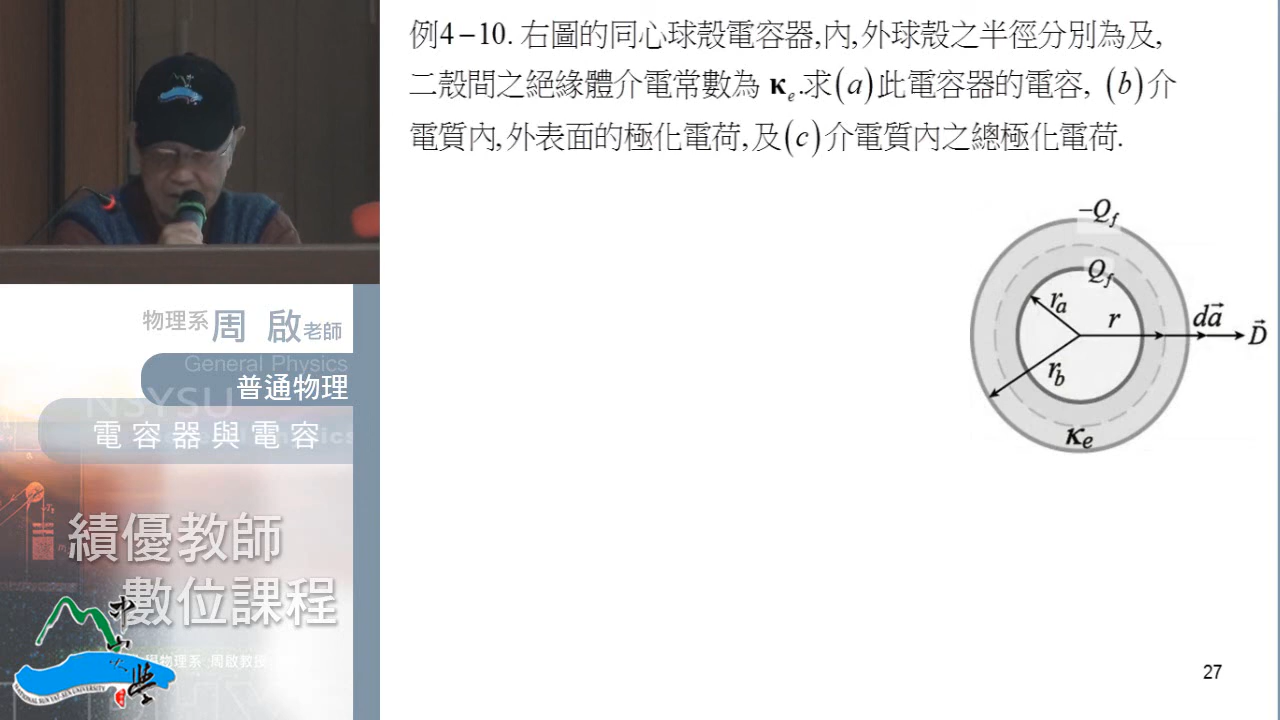 例4－10. 右圖的同心球殼電容器,內,外球殼之半徑分別為及,
二殼間之絕緣體介電常數為 κe.求(a)此電容器的電容, (b)介
電質內,外表面的極化電荷,及(c)介電質內之總極化電荷.
−Qf
Qf
ra
r
da⃗
D⃗
rb
κe
物理系周 啟老師
General Physics
普通物理
NSYSU
電容器與電容
績優教師
數位課程
27